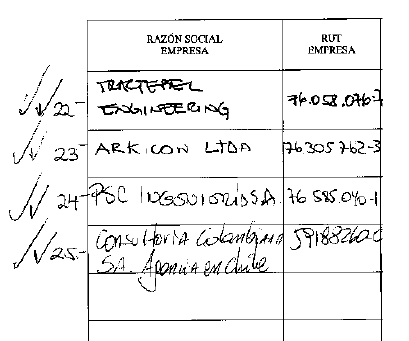 RAZÓN SOCIAL EMPRESA
RUT EMPRESA
22- TRACTEBEL ENGINEERING 76.058.076-7
23- ARKICON LTDA 76305762-3
24- PSC INGENIERIA SA. 76 585.040-1
25.- Consultoria Colombiana SA. Agencia en Chile 59188260